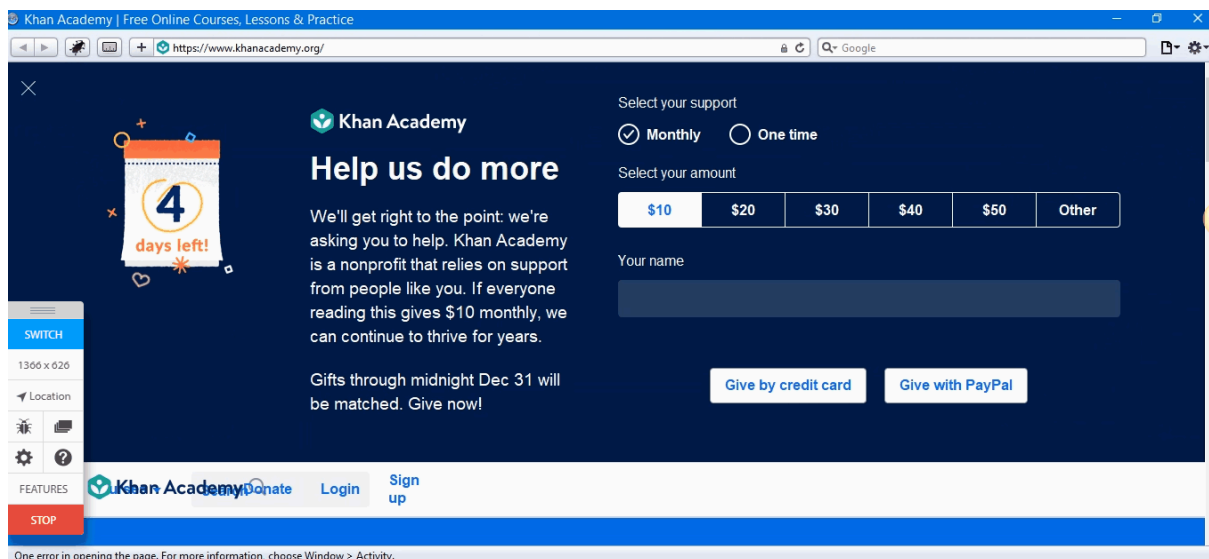 Khan Academy | Free Online Courses, Lessons & Practice
https://www.khanacademy.org/
Google
4
days left!
Khan Academy
Help us do more
We'll get right to the point: we're
asking you to help. Khan Academy
is a nonprofit that relies on support
from people like you. If everyone
reading this gives $10 monthly, we
can continue to thrive for years.
Gifts through midnight Dec 31 will
be matched. Give now!
Select your support
Monthly One time
Select your amount
$10 $20 $30 $40 $50 Other
Your name
Give by credit card Give with PayPal
SWITCH
1366 x 626
Location
FEATURES
STOP
Khan Academy Donate Login Sign
up
One error in opening the page. For more information, choose Window > Activity.